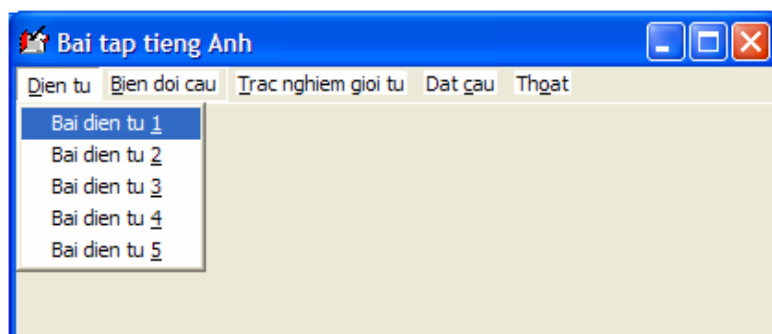 Bai tap tieng Anh
Dien tu Bien doi cau Trac nghiem gioi tu Dat cau Thoat
Bai dien tu 1
Bai dien tu 2
Bai dien tu 3
Bai dien tu 4
Bai dien tu 5